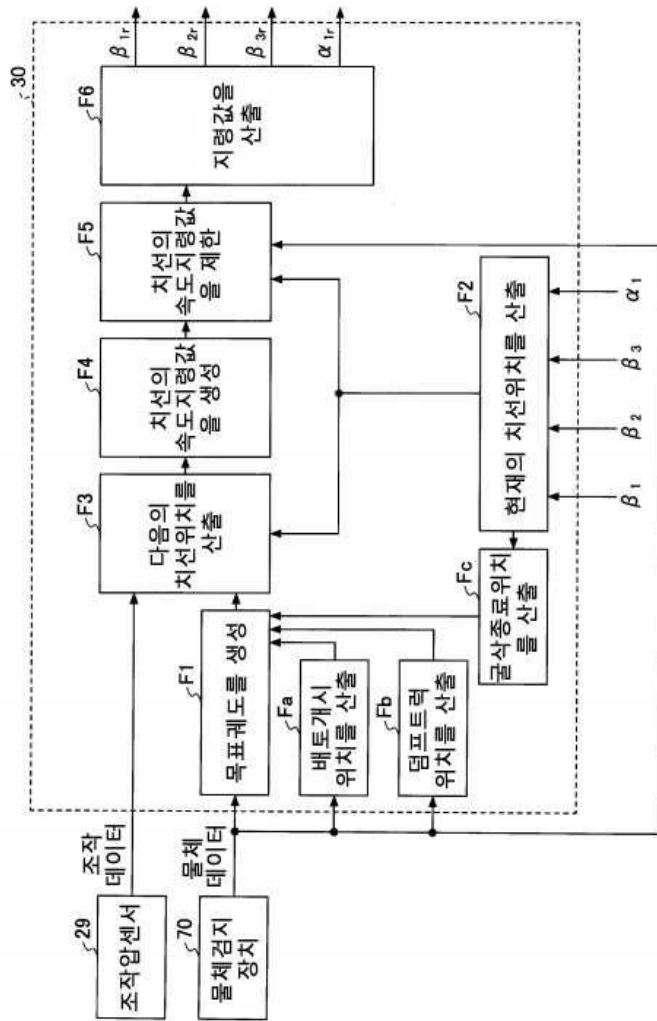 29
조작압센서
조작
데이터
70
물체검지
장치
물체
데이터
30
F1
목표궤도를 생성
Fa
배토개시
위치를 산출
Fb
덤프트럭
위치를 산출
Fc
굴삭종료위치
를 산출
F2
현재의 치선위치를 산출
β1
β2
β3
α1
F3
다음의
치선위치를
산출
F4
치선의
속도지령값
을 생성
F5
치선의
속도지령값
을 제한
F6
지령값을
산출
β1r
β2r
β3r
α1r